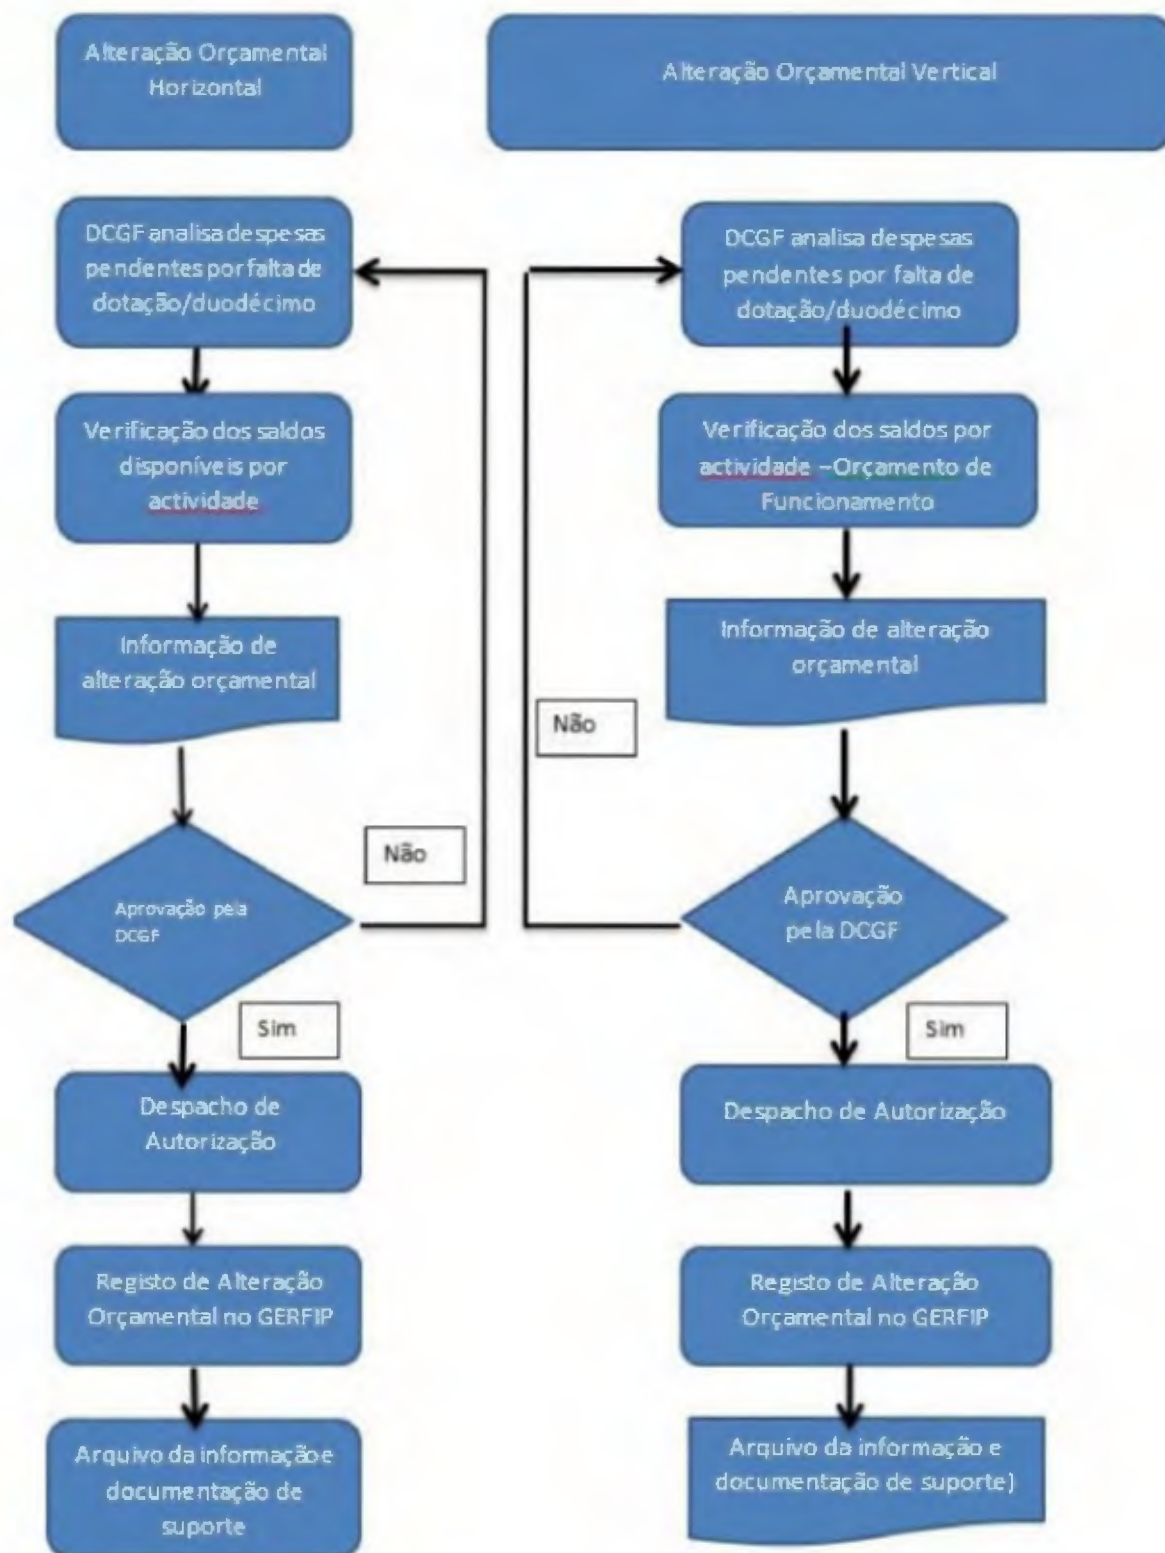 Alteração Orçamental
Horizontal
DCGF analisa despesas
pendentes por falta de
dotação/duodécimo
Verificação dos saldos
disponíveis por
actividade
Informação de
alteração orçamental
Não
Aprovação pela
DCGF
Sim
Despacho de
Autorização
Registo de Alteração
Orçamental no GERFIP
Arquivo da informação e
documentação de
suporte
Alteração Orçamental Vertical
DCGF analisa despesas
pendentes por falta de
dotação/duodécimo
Verificação dos saldos por
actividade –Orçamento de
Funcionamento
Informação de alteração
orçamental
Não
Aprovação
pela DCGF
Sim
Despacho de Autorização
Registo de Alteração
Orçamental no GERFIP
Arquivo da informação e
documentação de suporte)